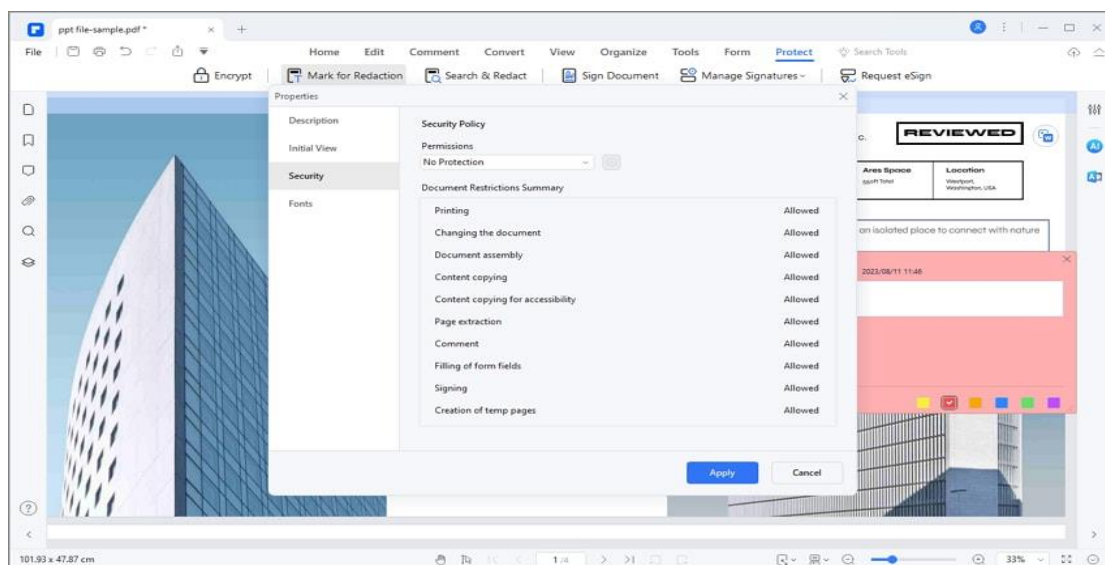 ppt file-sample.pdf *
File Home Edit Comment Convert View Organize Tools Form Protect Search Tools
Encrypt Mark for Redaction Search & Redact Sign Document Manage Signatures Request eSign
Properties
Description
Initial View
Security
Fonts
Security Policy
Permissions
No Protection
Document Restrictions Summary
Printing Allowed
Changing the document Allowed
Document assembly Allowed
Content copying Allowed
Content copying for accessibility Allowed
Page extraction Allowed
Comment Allowed
Filling of form fields Allowed
Signing Allowed
Creation of temp pages Allowed
Apply Cancel
c.
REVIEWED
Ares Space Location
Westport,
Washington, USA
an isolated place to connect with nature
2023/08/11 11:46
101.93 x 47.87 cm 1 /4 33%